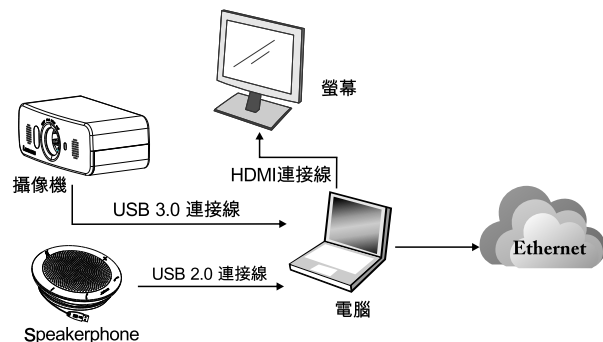 螢幕
攝像機
HDMI連接線
USB 3.0 連接線
Ethernet
USB 2.0 連接線
電腦
Speakerphone